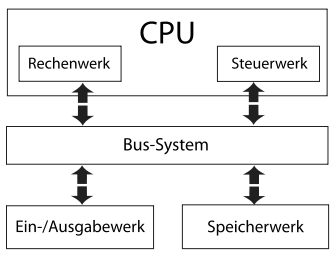 CPU
Rechenwerk
Steuerwerk
Bus-System
Ein-/Ausgabewerk
Speicherwerk